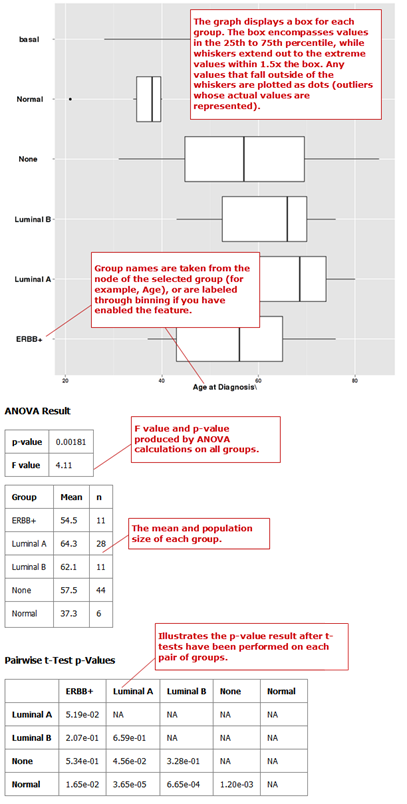 basal
The graph displays a box for each
group. The box encompasses values
in the 25th to 75th percentile, while
whiskers extend out to the extreme
values within 1.5x the box. Any
values that fall outside of the
whiskers are plotted as dots (outliers
whose actual values are
represented).
Normal
None
Luminal B
Luminal A
Group names are taken from the
node of the selected group (for
example, Age), or are labeled
through binning if you have
enabled the feature.
ERBB+
20 40 60 80
Age at Diagnosis\
ANOVA Result
p-value 0.00181
F value 4.11
F value and p-value
produced by ANOVA
calculations on all groups.
Group Mean n
ERBB+ 54.5 11
Luminal A 64.3 28
Luminal B 62.1 11
None 57.5 44
Normal 37.3 6
The mean and population
size of each group.
Illustrates the p-value result after t-
tests have been performed on each
pair of groups.
Pairwise t-Test p-Values
ERBB+ Luminal A Luminal B None Normal
Luminal A 5.19e-02 NA NA NA NA
Luminal B 2.07e-01 6.59e-01 NA NA NA
None 5.34e-01 4.56e-02 3.28e-01 NA NA
Normal 1.65e-02 3.65e-05 6.65e-04 1.20e-03 NA